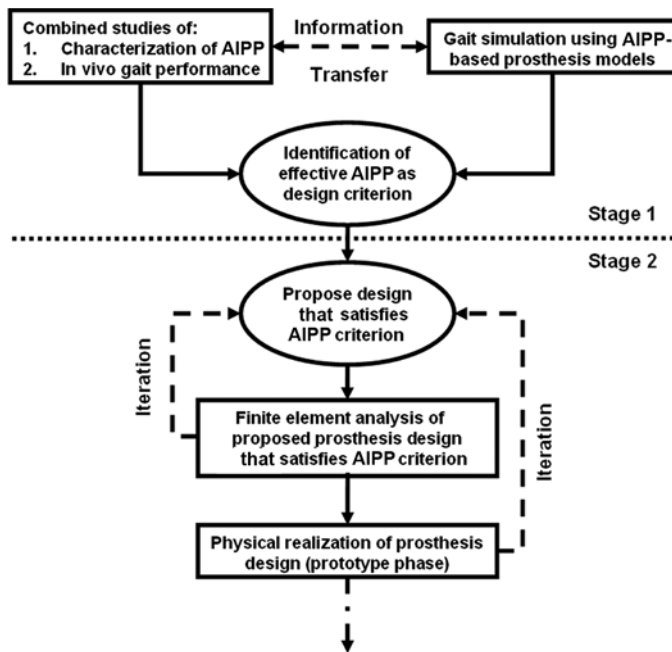 Combined studies of:
1. Characterization of AIPP
2. In vivo gait performance
Information
Transfer
Gait simulation using AIPP-
based prosthesis models
Identification of
effective AIPP as
design criterion
Stage 1
Stage 2
Propose design
that satisfies
AIPP criterion
Iteration
Finite element analysis of
proposed prosthesis design
that satisfies AIPP criterion
Iteration
Physical realization of prosthesis
design (prototype phase)